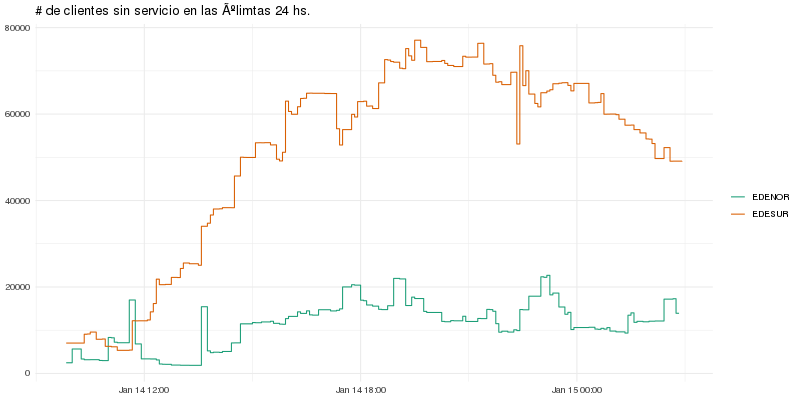 # de clientes sin servicio en las Ãºlimtas 24 hs.
80000
60000
40000
20000
0
Jan 14 12:00
Jan 14 18:00
Jan 15 00:00
EDENOR
EDESUR